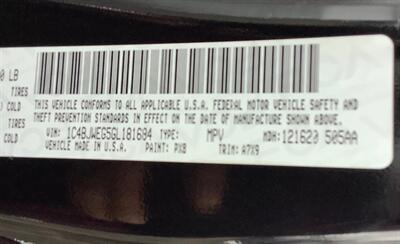 0 LB
TIRES
COLD
TIRES
COLD
THIS VEHICLE CONFORMS TO ALL APPLICABLE U.S.A. FEDERAL MOTOR VEHICLE SAFETY AND
THEFT PREVENTION STANDARDS IN EFFECT ON THE DATE OF MANUFACTURE SHOWN ABOVE.
VIN: 1C4BJWEG5GL181684 TYPE: MPV MDH: 121620 505AA
VEHICLE MADE IN U.S.A. PAINT: PX8 TRIM: A7X9